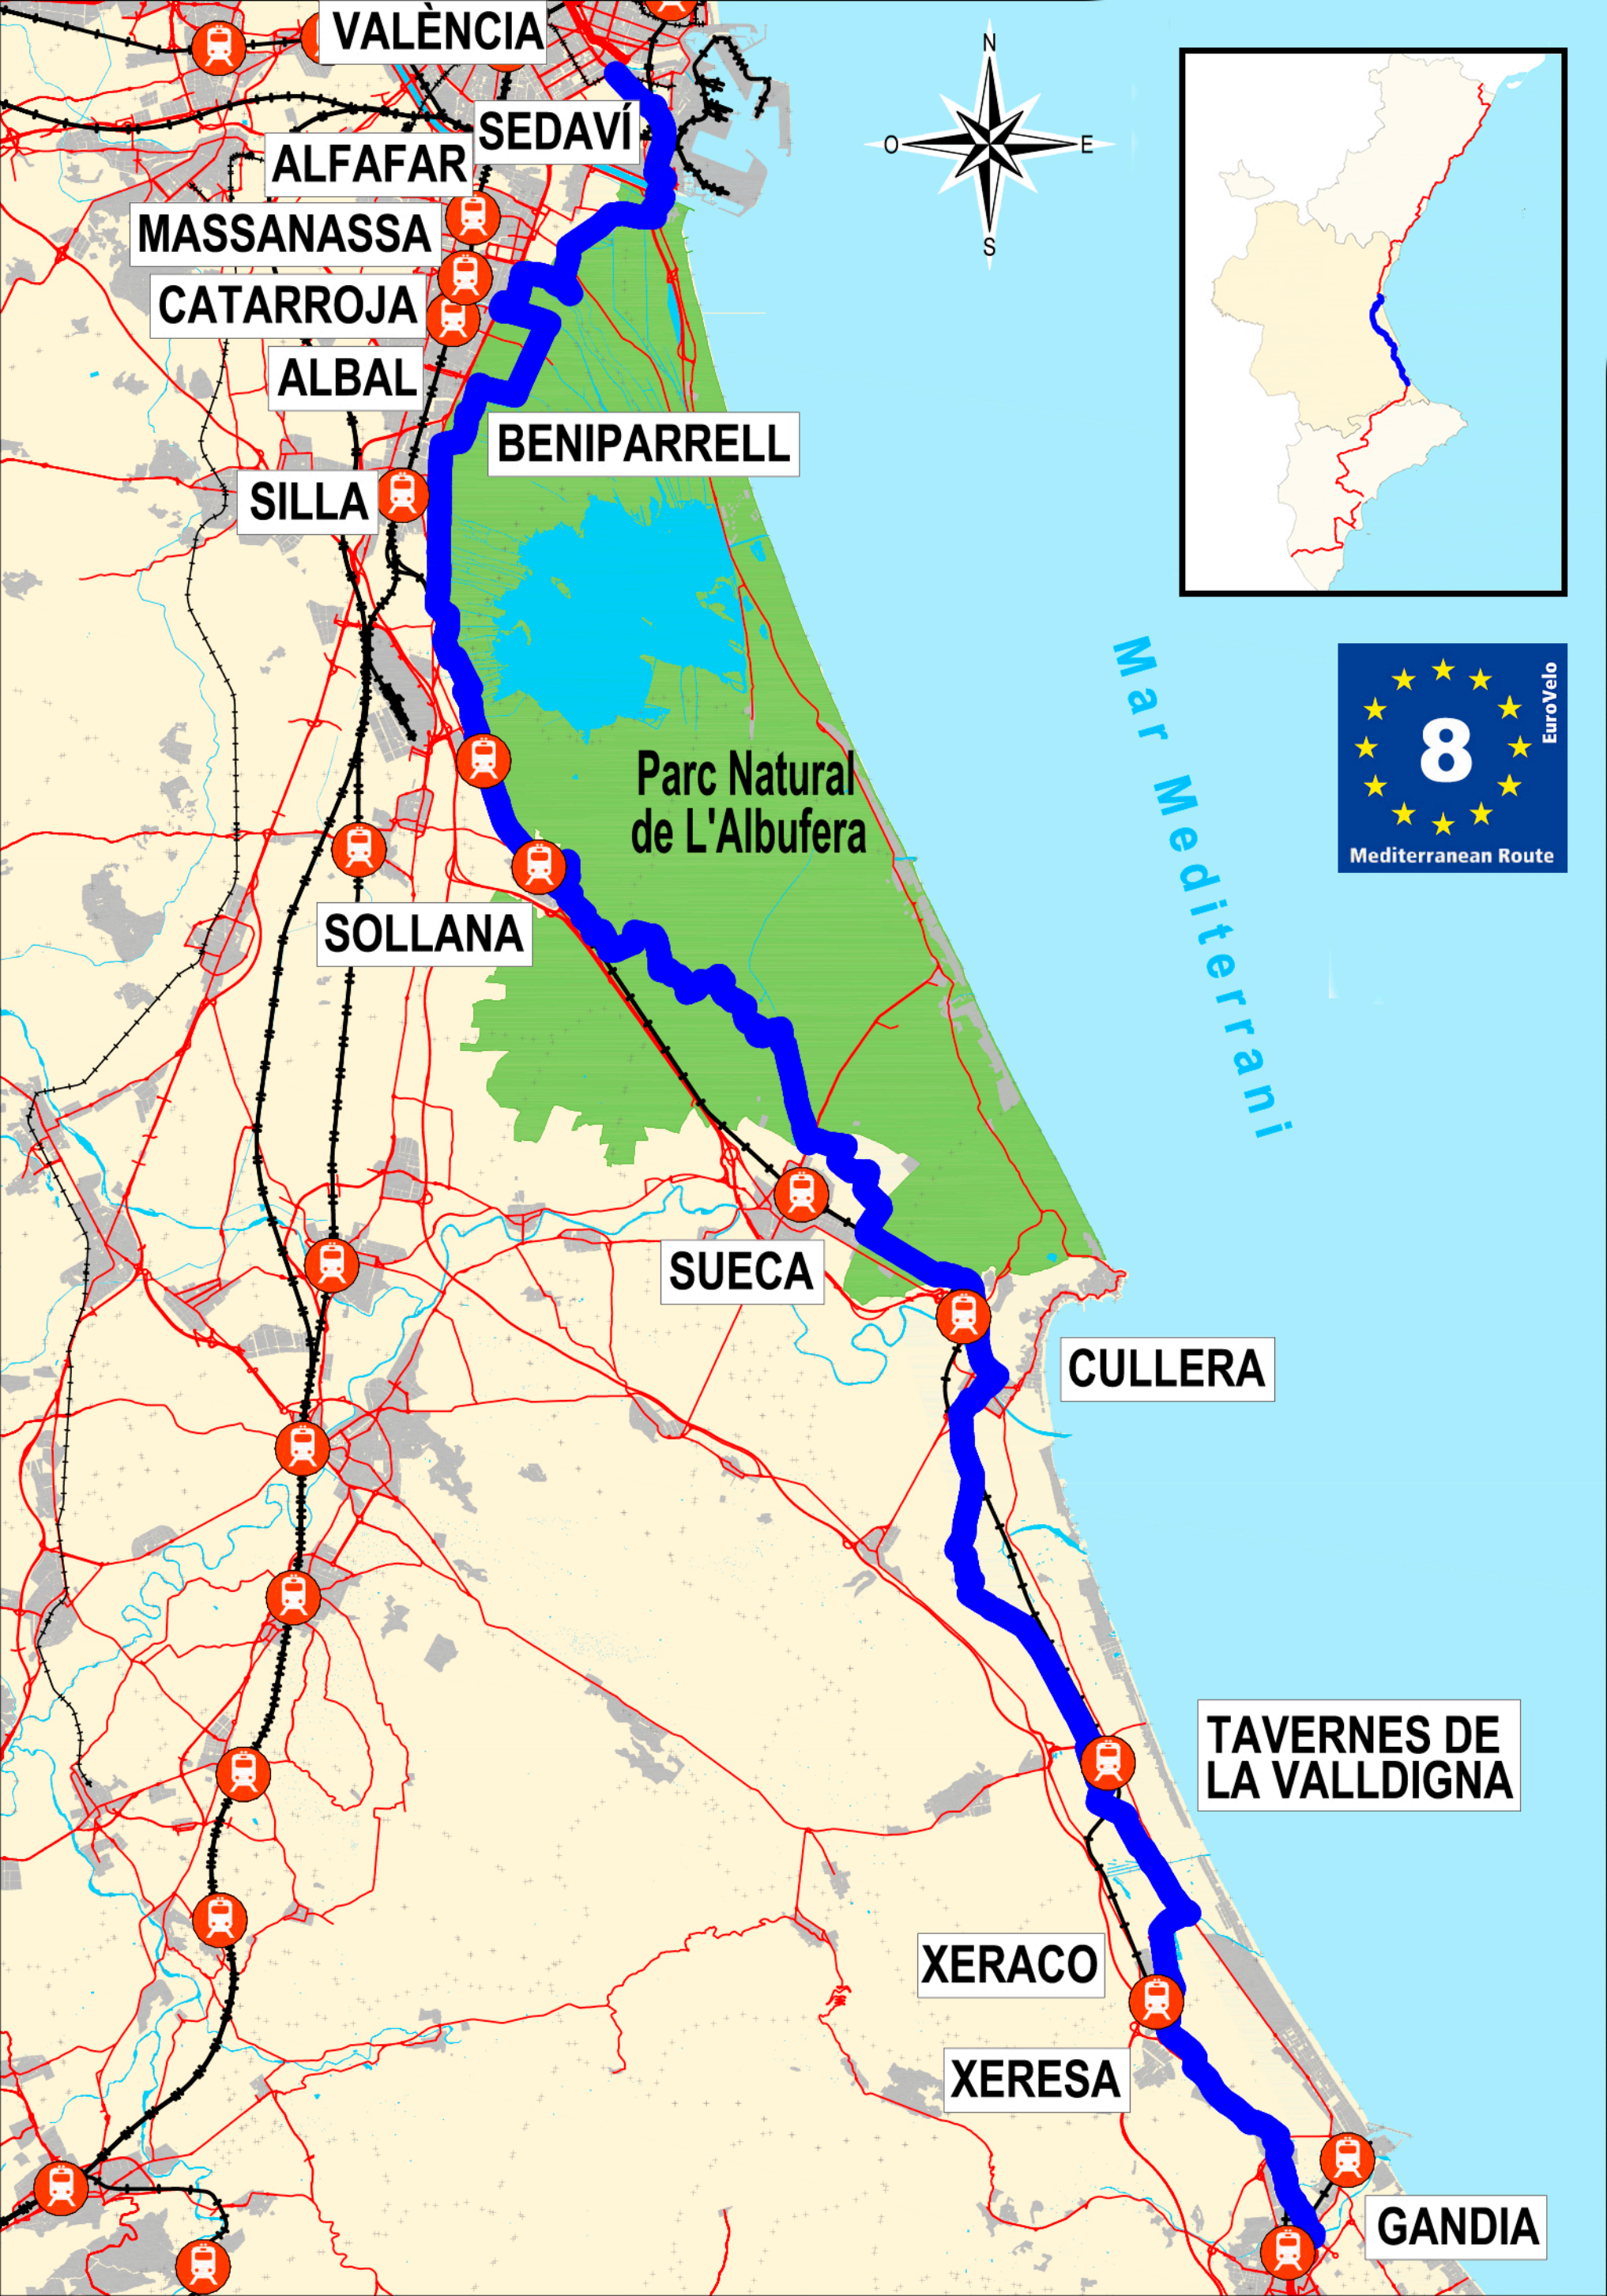 VALÈNCIA
N
SEDAVÍ
O
E
ALFAFAR
MASSANASSA
S
CATARROJA
ALBAL
BENIPARRELL
SILLA
Mar Mediterrani
EuroVelo
8
Mediterranean Route
Parc Natural
de L'Albufera
SOLLANA
SUECA
CULLERA
TAVERNES DE
LA VALLDIGNA
XERACO
XERESA
GANDIA